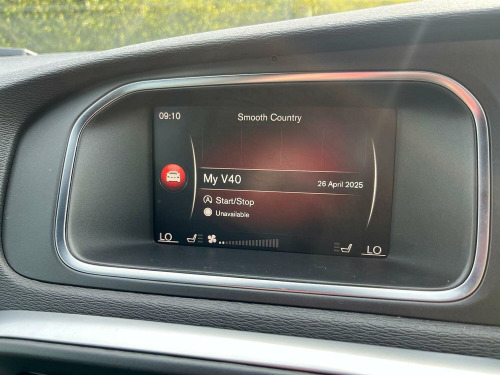 09:10 Smooth Country
My V40 26 April 2025
Start/Stop
Unavailable
LO LO